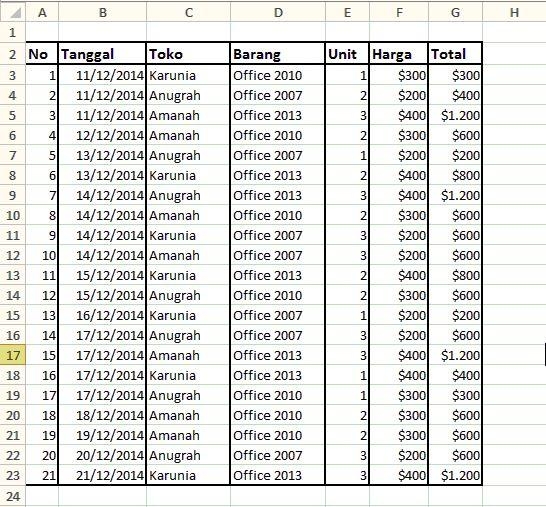 A B C D E F G H
1
2 No Tanggal Toko Barang Unit Harga Total
3 1 11/12/2014 Karunia Office 2010 1 $300 $300
4 2 11/12/2014 Anugrah Office 2007 2 $200 $400
5 3 11/12/2014 Amanah Office 2013 3 $400 $1.200
6 4 12/12/2014 Amanah Office 2010 2 $300 $600
7 5 13/12/2014 Anugrah Office 2007 1 $200 $200
8 6 13/12/2014 Karunia Office 2013 2 $400 $800
9 7 14/12/2014 Anugrah Office 2013 3 $400 $1.200
10 8 14/12/2014 Amanah Office 2010 2 $300 $600
11 9 14/12/2014 Karunia Office 2007 3 $200 $600
12 10 14/12/2014 Amanah Office 2007 3 $200 $600
13 11 15/12/2014 Karunia Office 2013 2 $400 $800
14 12 15/12/2014 Anugrah Office 2010 2 $300 $600
15 13 16/12/2014 Karunia Office 2007 1 $200 $200
16 14 17/12/2014 Anugrah Office 2007 3 $200 $600
17 15 17/12/2014 Amanah Office 2013 3 $400 $1.200
18 16 17/12/2014 Karunia Office 2013 1 $400 $400
19 17 17/12/2014 Anugrah Office 2010 1 $300 $300
20 18 18/12/2014 Amanah Office 2010 2 $300 $600
21 19 19/12/2014 Amanah Office 2010 2 $300 $600
22 20 20/12/2014 Anugrah Office 2007 3 $200 $600
23 21 21/12/2014 Karunia Office 2013 3 $400 $1.200
24